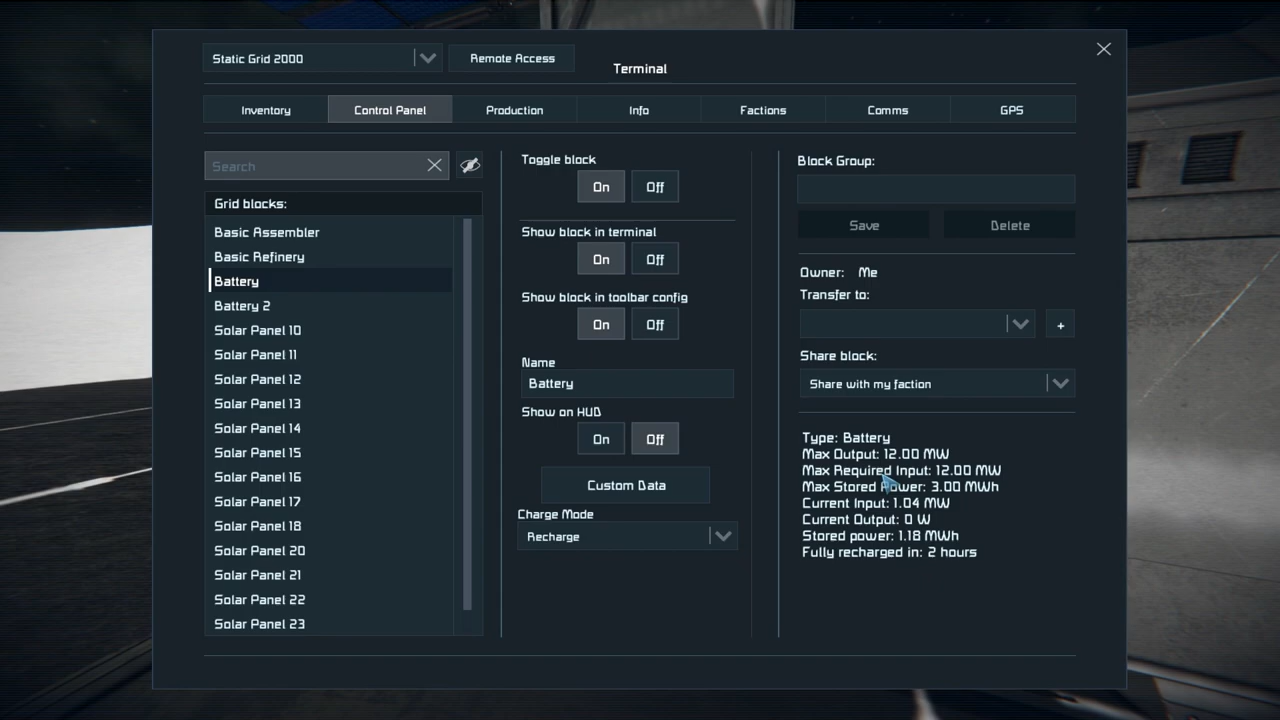 Static Grid 2000
Remote Access
Terminal
Inventory
Control Panel
Production
Info
Factions
Comms
GPS
Search
Grid blocks:
Basic Assembler
Basic Refinery
Battery
Battery 2
Solar Panel 10
Solar Panel 11
Solar Panel 12
Solar Panel 13
Solar Panel 14
Solar Panel 15
Solar Panel 16
Solar Panel 17
Solar Panel 18
Solar Panel 20
Solar Panel 21
Solar Panel 22
Solar Panel 23
Toggle block
On Off
Show block in terminal
On Off
Show block in toolbar config
On Off
Name
Battery
Show on HUD
On Off
Custom Data
Charge Mode
Recharge
Block Group:
Save Delete
Owner: Me
Transfer to:
+
Share block:
Share with my faction
Type: Battery
Max Output: 12.00 MW
Max Required Input: 12.00 MW
Max Stored Power: 3.00 MWh
Current Input: 1.04 MW
Current Output: 0 W
Stored power: 1.18 MWh
Fully recharged in: 2 hours